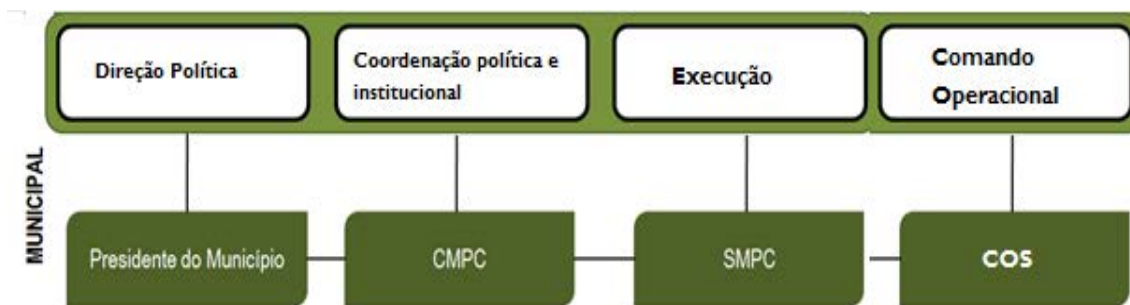 Direção Política
Coordenação política e
institucional
Execução
Comando
Operacional
MUNICIPAL
Presidente do Município
CMPC
SMPC
COS